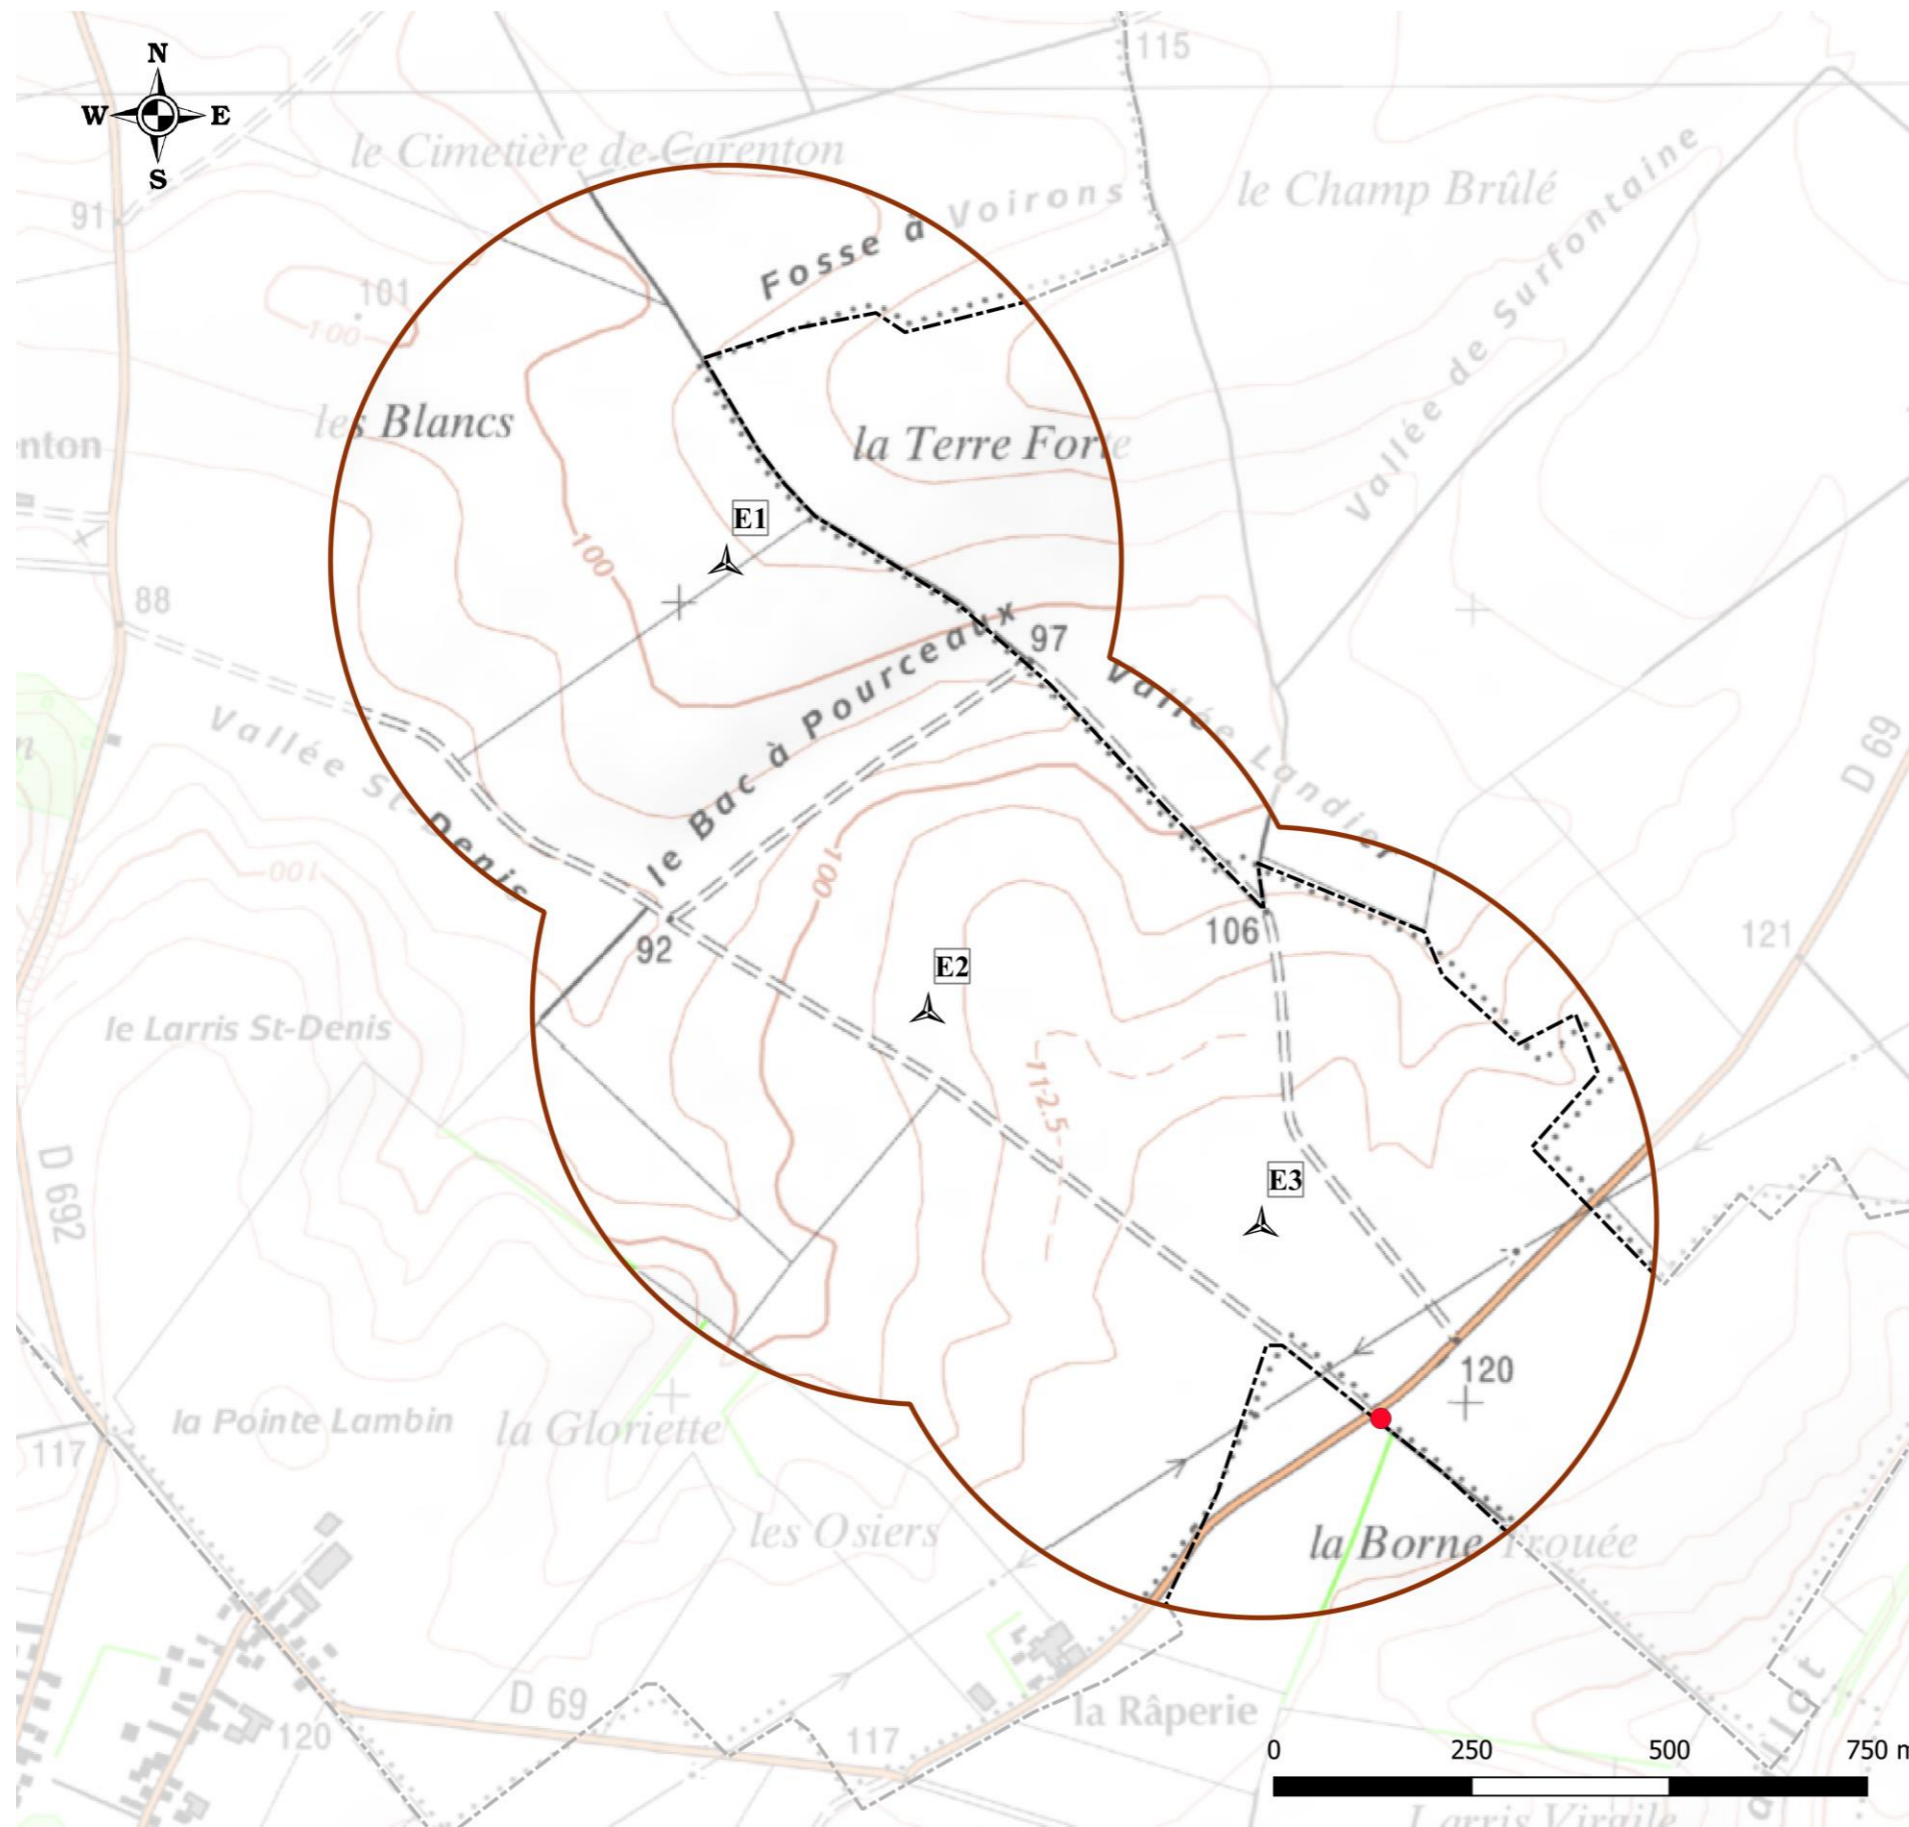 N
W E
S
115
le Cimetière de Carenton
le Champ Brûlé
Fosse à Voirons
Vallée de Surfontaine
91
101
100
les Blancs
la Terre Forte
nton
E1
100
88
97
le Bac à Pourceaux
Vallée Landier
Vallée St-Denis
D 69
100
100
106
121
92
E2
le Larris St-Denis
112.5
D 692
E3
120
la Pointe Lambin
la Gloriette
117
les Osiers
la Borne Trouée
D 69
la Râperie
120
117
0 250 500 750 m
Larris Virgile